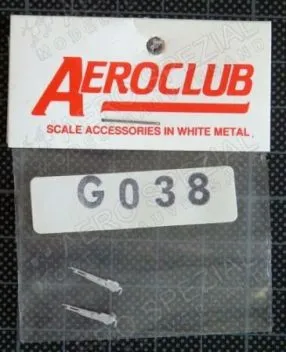 AEROCLUB
SCALE ACCESSORIES IN WHITE METAL.
G038